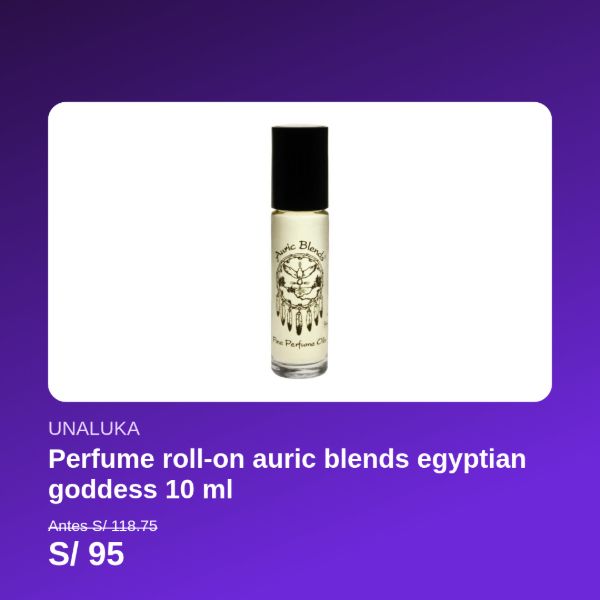 Auric Blends
Fine Perfume Oils
UNALUKA
Perfume roll-on auric blends egyptian
goddess 10 ml
Antes S/ 118.75
S/ 95